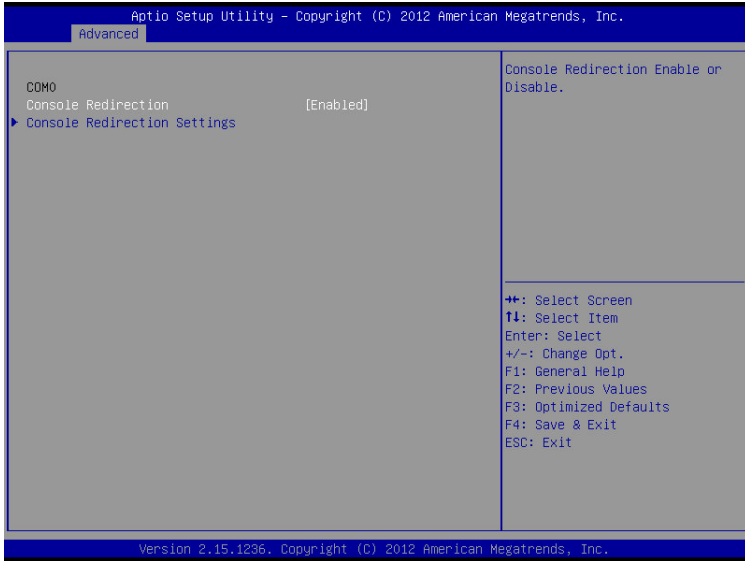 Aptio Setup Utility – Copyright (C) 2012 American Megatrends, Inc.
Advanced
COM0
Console Redirection [Enabled]
Console Redirection Settings
Console Redirection Enable or
Disable.
→←: Select Screen
↑↓: Select Item
Enter: Select
+/-: Change Opt.
F1: General Help
F2: Previous Values
F3: Optimized Defaults
F4: Save & Exit
ESC: Exit
Version 2.15.1236. Copyright (C) 2012 American Megatrends, Inc.